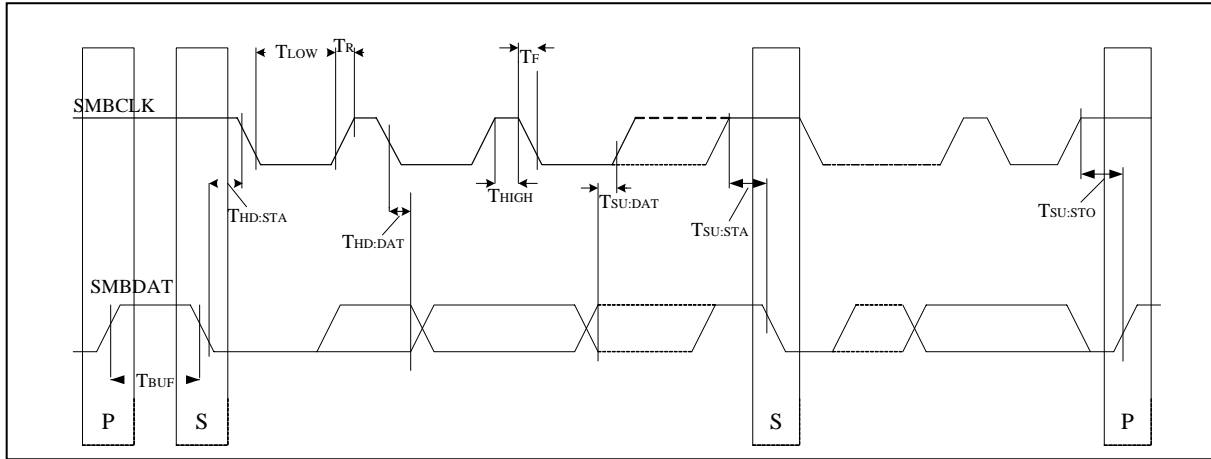 TLOW
TR
TF
SMBCLK
THD:STA
THD:DAT
THIGH
TSU:DAT
TSU:STA
TSU:STO
SMBDAT
TBUF
P
S
S
P